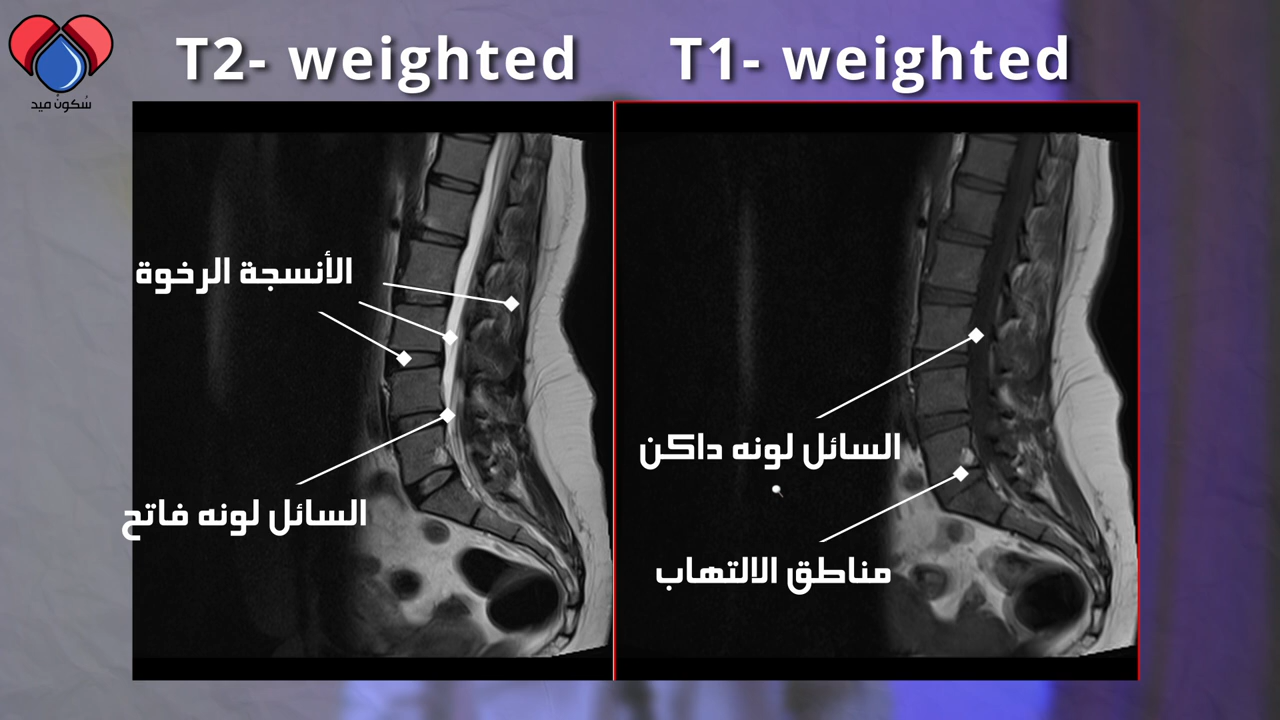 سُكون ميد
T2- weighted
T1- weighted
الأنسجة الرخوة
السائل لونه فاتح
السائل لونه داكن
مناطق الالتهاب